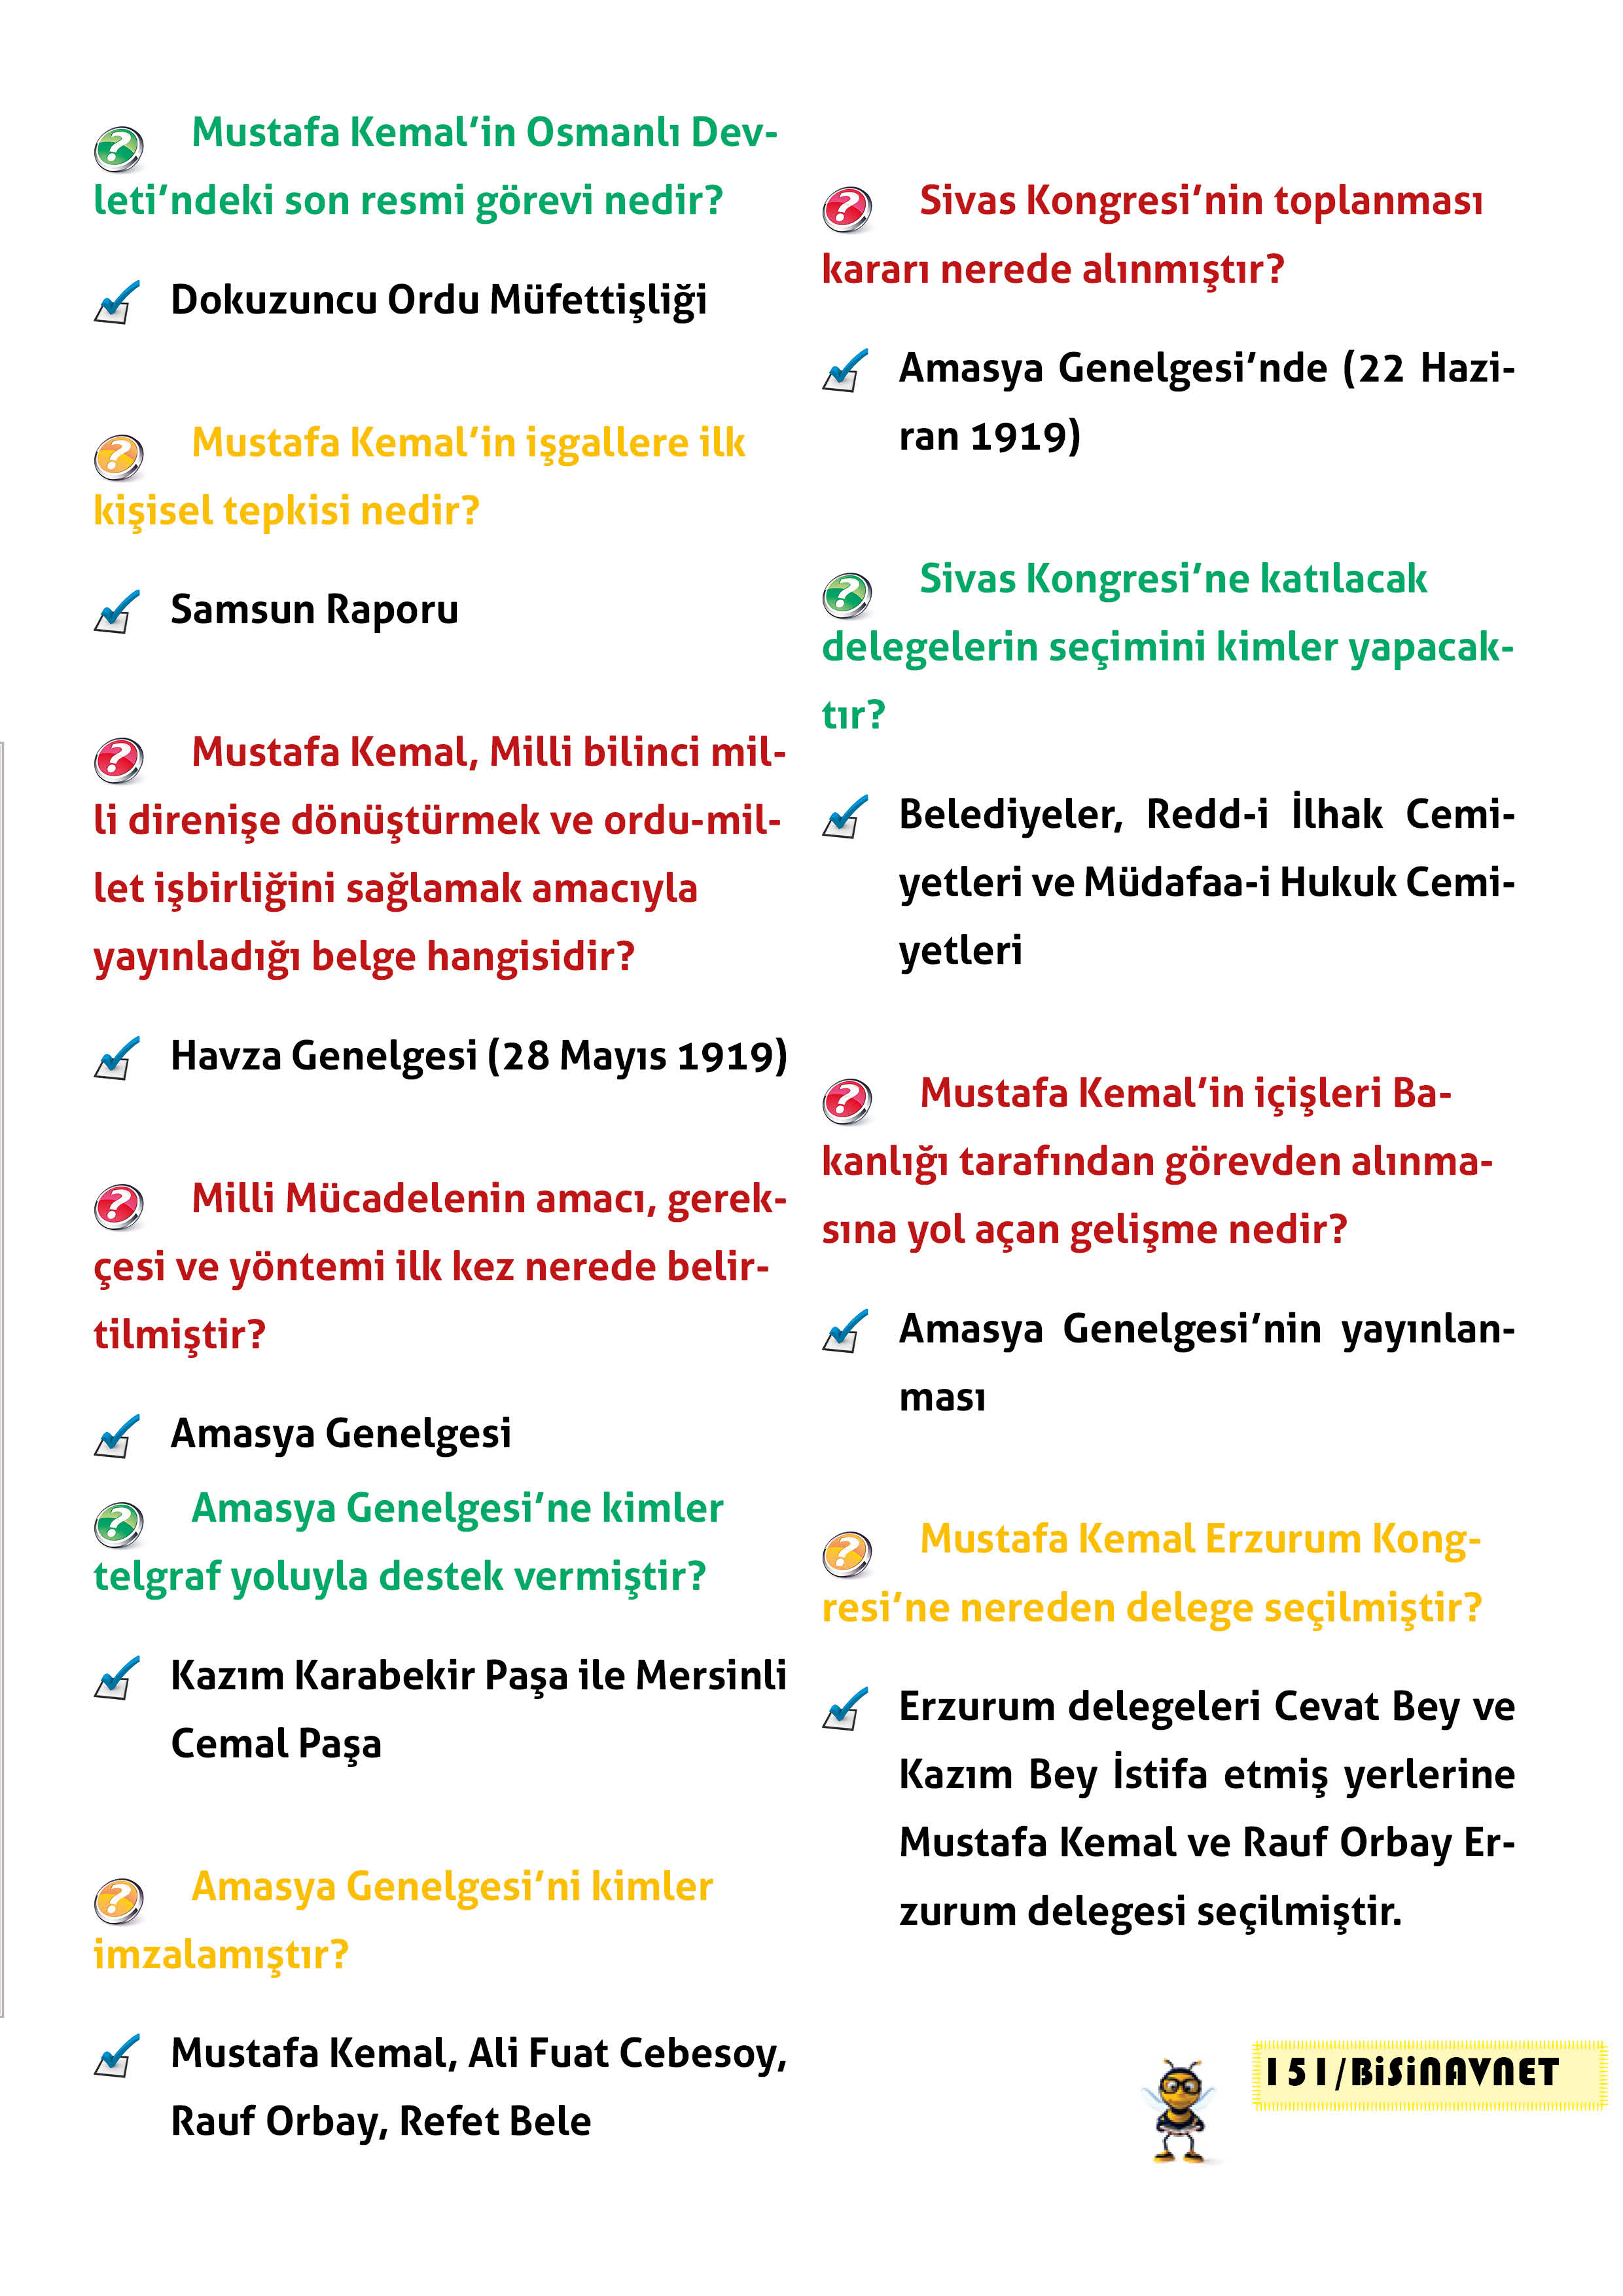 Mustafa Kemal’in Osmanlı Dev-
leti’ndeki son resmi görevi nedir?
Dokuzuncu Ordu Müfettişliği
Mustafa Kemal’in işgallere ilk
kişisel tepkisi nedir?
Samsun Raporu
Mustafa Kemal, Milli bilinci mil-
li direnişe dönüştürmek ve ordu-mil-
let işbirliğini sağlamak amacıyla
yayınladığı belge hangisidir?
Havza Genelgesi (28 Mayıs 1919)
Milli Mücadelenin amacı, gerek-
çesi ve yöntemi ilk kez nerede belir-
tilmiştir?
Amasya Genelgesi
Amasya Genelgesi’ne kimler
telgraf yoluyla destek vermiştir?
Kazım Karabekir Paşa ile Mersinli
Cemal Paşa
Amasya Genelgesi’ni kimler
imzalamıştır?
Mustafa Kemal, Ali Fuat Cebesoy,
Rauf Orbay, Refet Bele
Sivas Kongresi’nin toplanması
kararı nerede alınmıştır?
Amasya Genelgesi’nde (22 Hazi-
ran 1919)
Sivas Kongresi’ne katılacak
delegelerin seçimini kimler yapacak-
tır?
Belediyeler, Redd-i İlhak Cemi-
yetleri ve Müdafaa-i Hukuk Cemi-
yetleri
Mustafa Kemal’in içişleri Ba-
kanlığı tarafından görevden alınma-
sına yol açan gelişme nedir?
Amasya Genelgesi’nin yayınlan-
ması
Mustafa Kemal Erzurum Kong-
resi’ne nereden delege seçilmiştir?
Erzurum delegeleri Cevat Bey ve
Kazım Bey İstifa etmiş yerlerine
Mustafa Kemal ve Rauf Orbay Er-
zurum delegesi seçilmiştir.
151/BiSiNAVNET